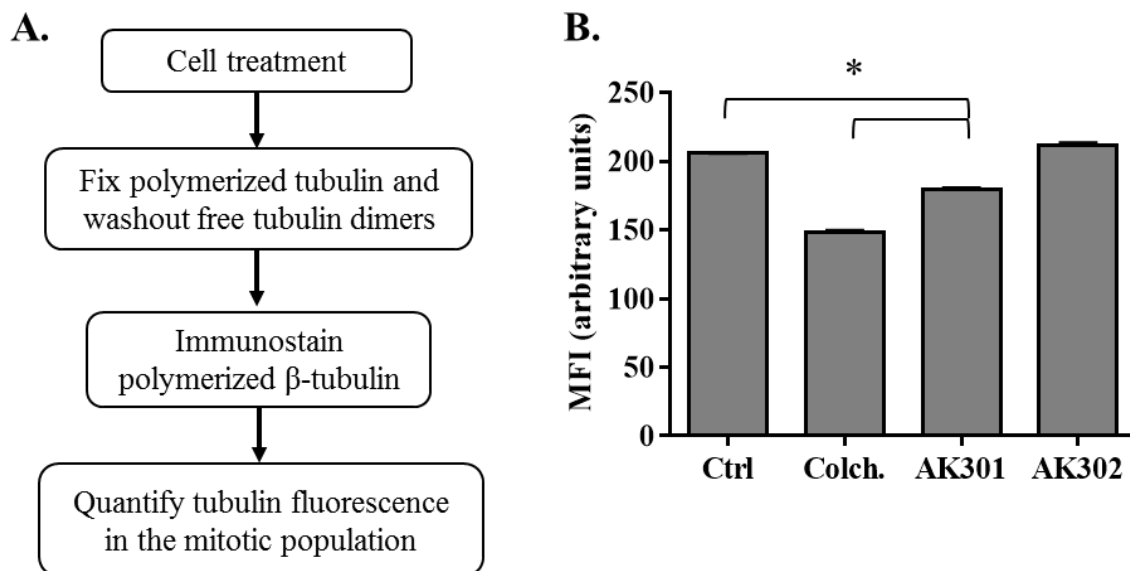 A.
Cell treatment
Fix polymerized tubulin and
washout free tubulin dimers
Immunostain
polymerized β-tubulin
Quantify tubulin fluorescence
in the mitotic population
B.
*
MFI (arbitrary units)
250
200
150
100
50
0
Ctrl Colch. AK301 AK302